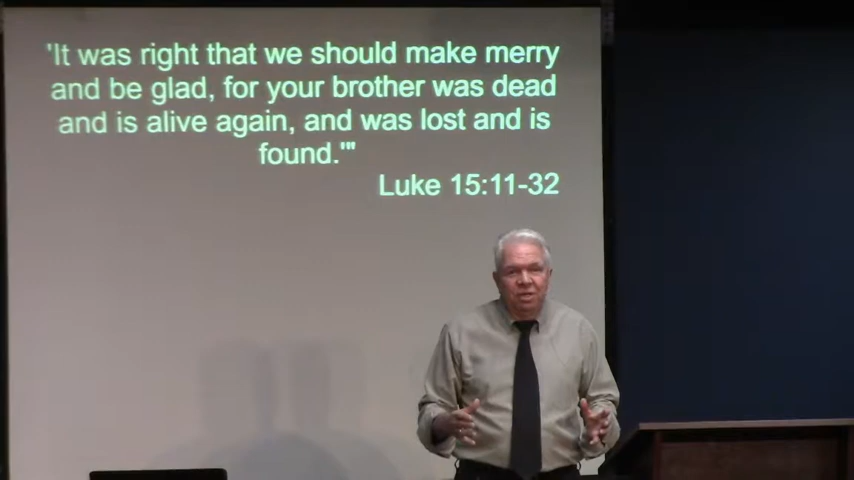 'It was right that we should make merry
and be glad, for your brother was dead
and is alive again, and was lost and is
found.'"
Luke 15:11-32